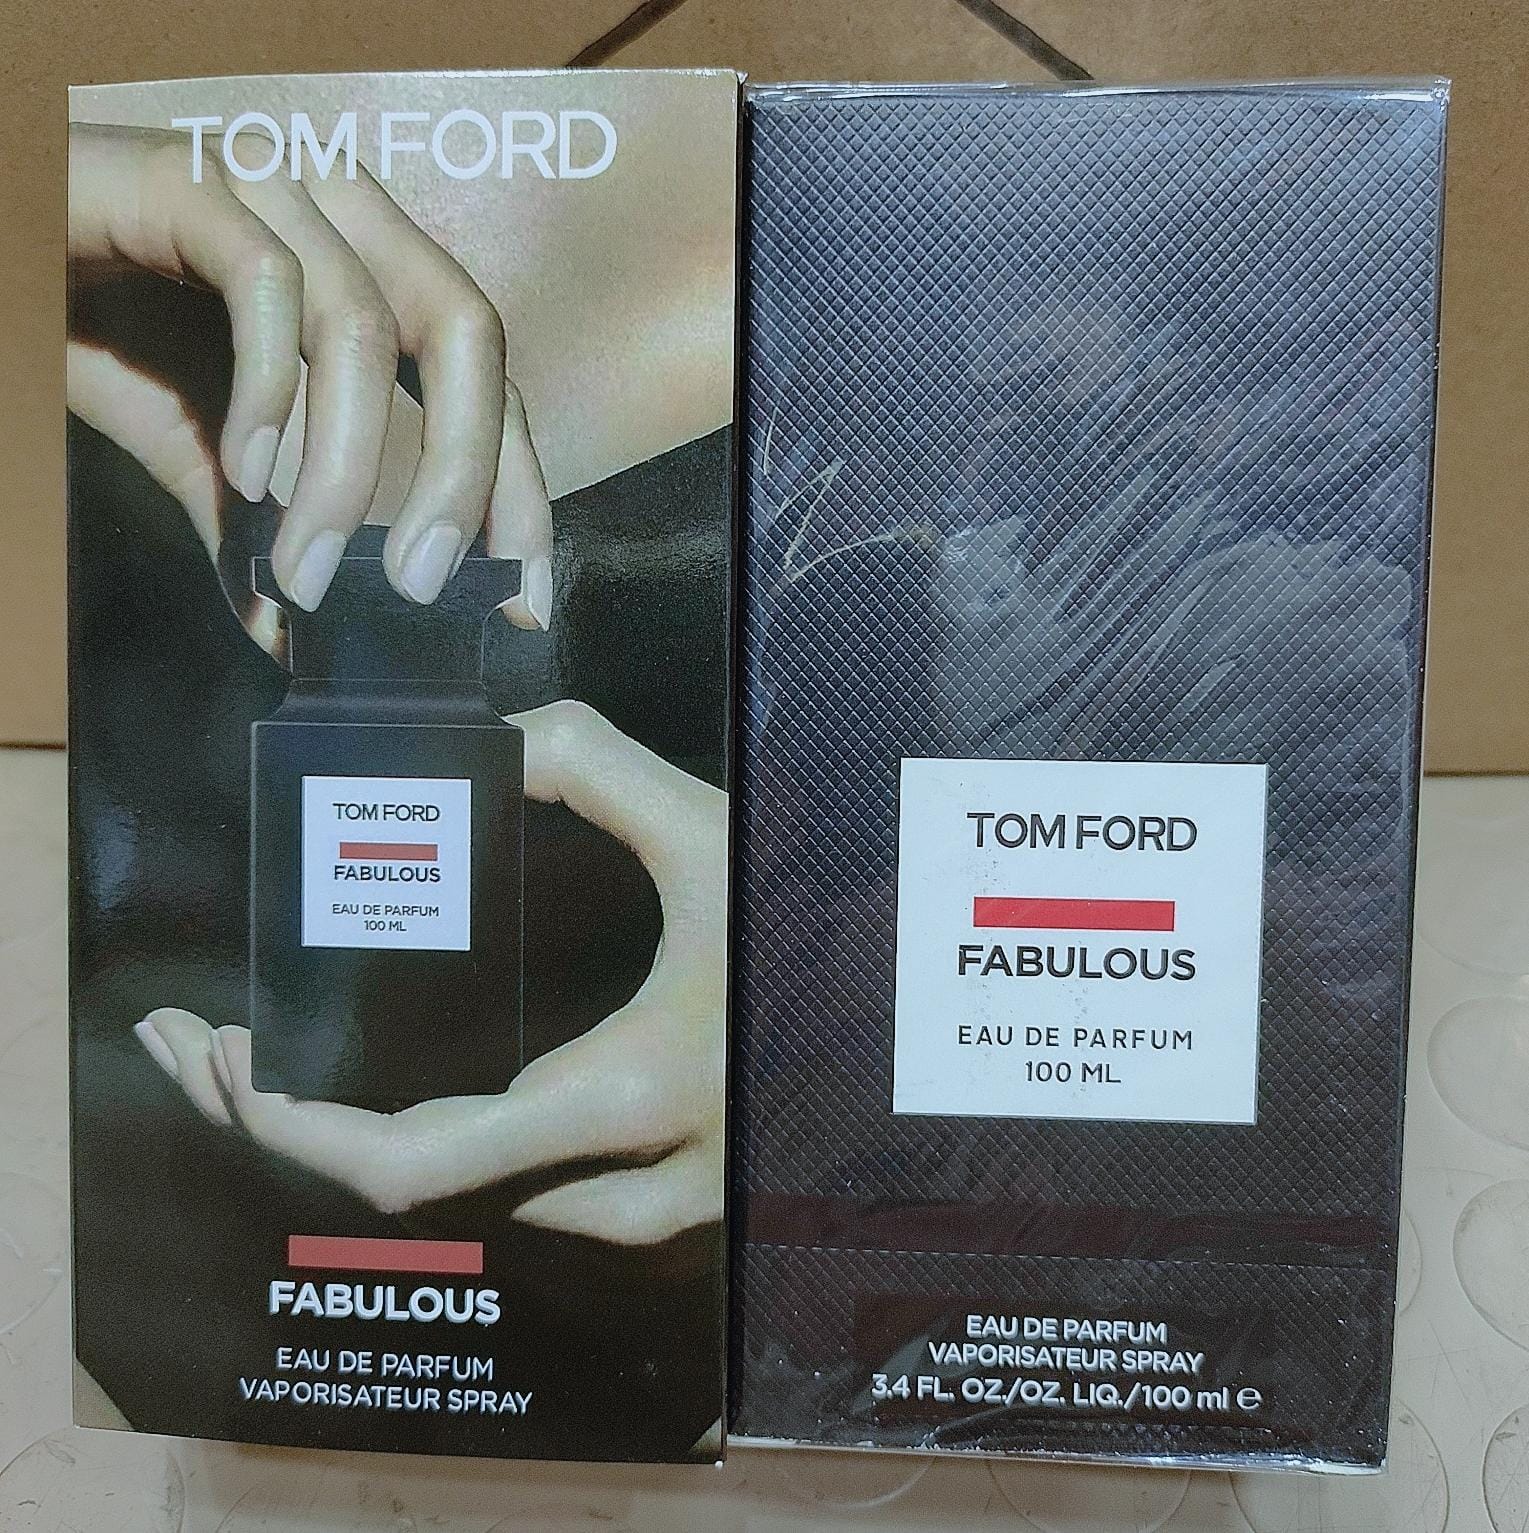 TOM FORD
TOM FORD
FABULOUS
EAU DE PARFUM
100 ML
FABULOUS
EAU DE PARFUM
VAPORISATEUR SPRAY
TOM FORD
FABULOUS
EAU DE PARFUM
100 ML
EAU DE PARFUM
VAPORISATEUR SPRAY
3.4 FL. OZ./OZ. LIQ./100 ml ℮